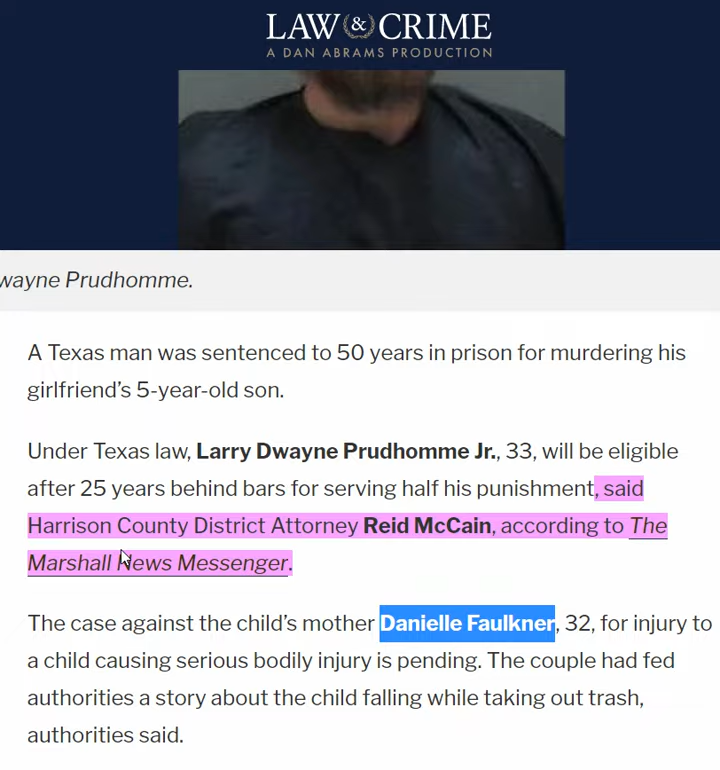 LAW & CRIME
A DAN ABRAMS PRODUCTION
wayne Prudhomme.
A Texas man was sentenced to 50 years in prison for murdering his
girlfriend’s 5-year-old son.
Under Texas law, Larry Dwayne Prudhomme Jr., 33, will be eligible
after 25 years behind bars for serving half his punishment, said
Harrison County District Attorney Reid McCain, according to The
Marshall News Messenger.
The case against the child’s mother Danielle Faulkner, 32, for injury to
a child causing serious bodily injury is pending. The couple had fed
authorities a story about the child falling while taking out trash,
authorities said.